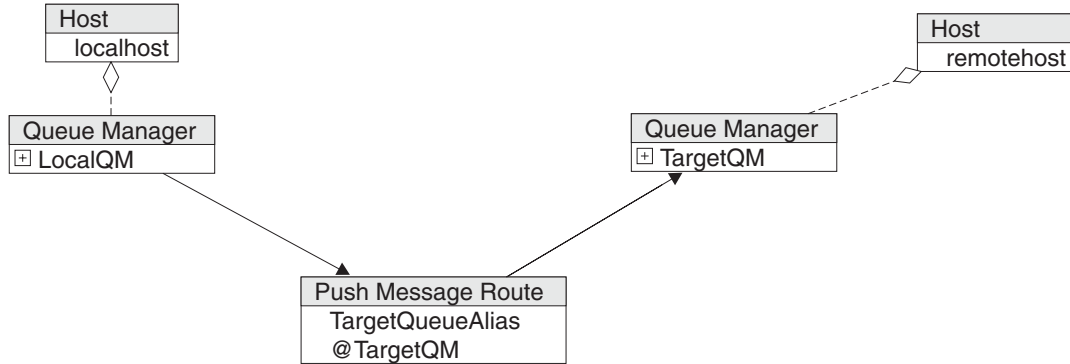 Host
localhost
Host
remotehost
Queue Manager
+ LocalQM
Queue Manager
+ TargetQM
Push Message Route
TargetQueueAlias
@TargetQM